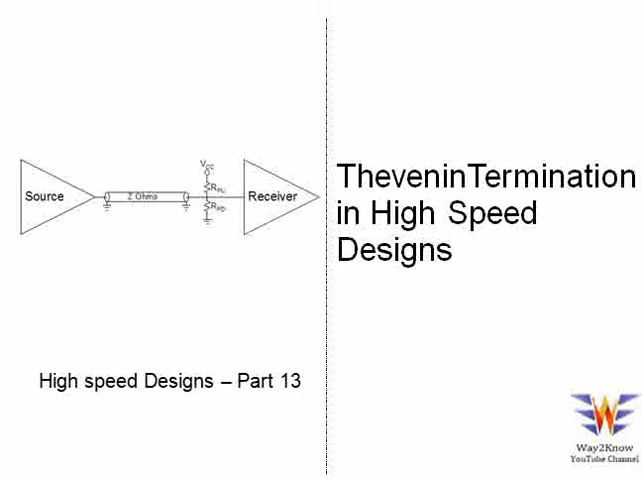 Source
Z Ohms
VCC
RPU
RPD
Receiver
TheveninTermination
in High Speed
Designs
High speed Designs – Part 13
Way2Know
YouTube Channel